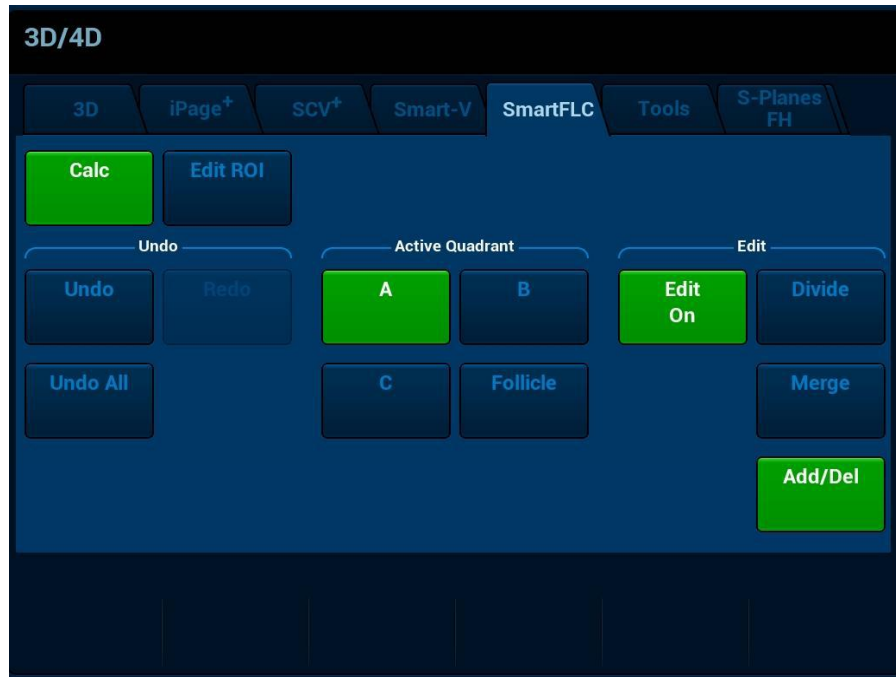 3D/4D
3D iPage+ SCV+ Smart-V SmartFLC Tools S-Planes
FH
Calc Edit ROI
Undo Active Quadrant Edit
Undo Redo A B Edit Divide
On
Undo All C Follicle Merge
Add/Del